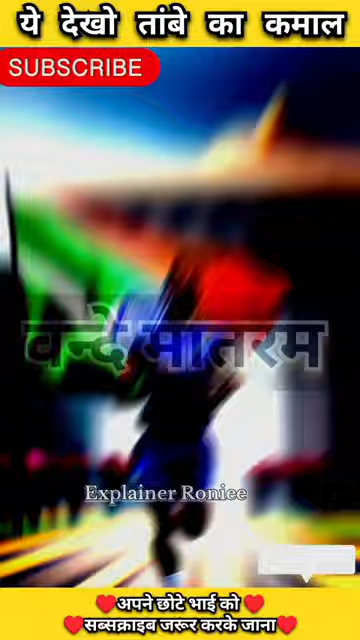 ये देखो तांबे का कमाल
SUBSCRIBE
वन्दे मातरम
Explainer Roniee
❤️अपने छोटे भाई को❤️
❤️सब्सक्राइब जरूर करके जाना❤️